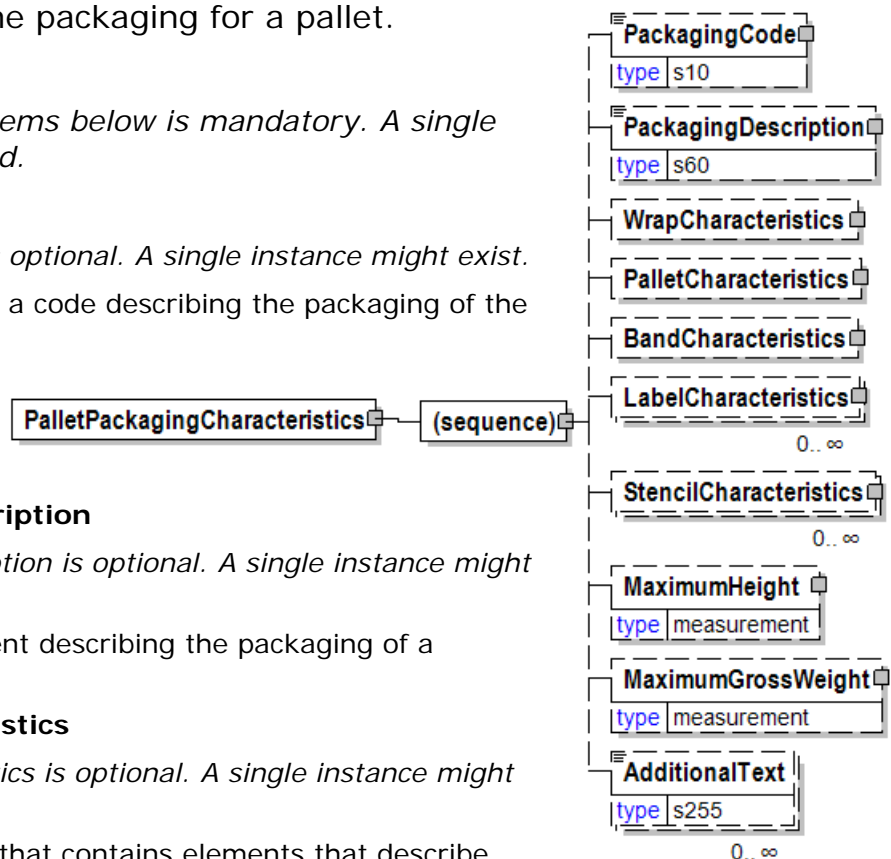 he packaging for a pallet.
ems below is mandatory. A single
d.
optional. A single instance might exist.
a code describing the packaging of the
ription
tion is optional. A single instance might
ent describing the packaging of a
stics
ics is optional. A single instance might
that contains elements that describe
PalletPackagingCharacteristics
(sequence)
PackagingCode
type s10
PackagingDescription
type s60
WrapCharacteristics
PalletCharacteristics
BandCharacteristics
LabelCharacteristics
0.. ∞
StencilCharacteristics
0.. ∞
MaximumHeight
type measurement
MaximumGrossWeight
type measurement
AdditionalText
type s255
0.. ∞